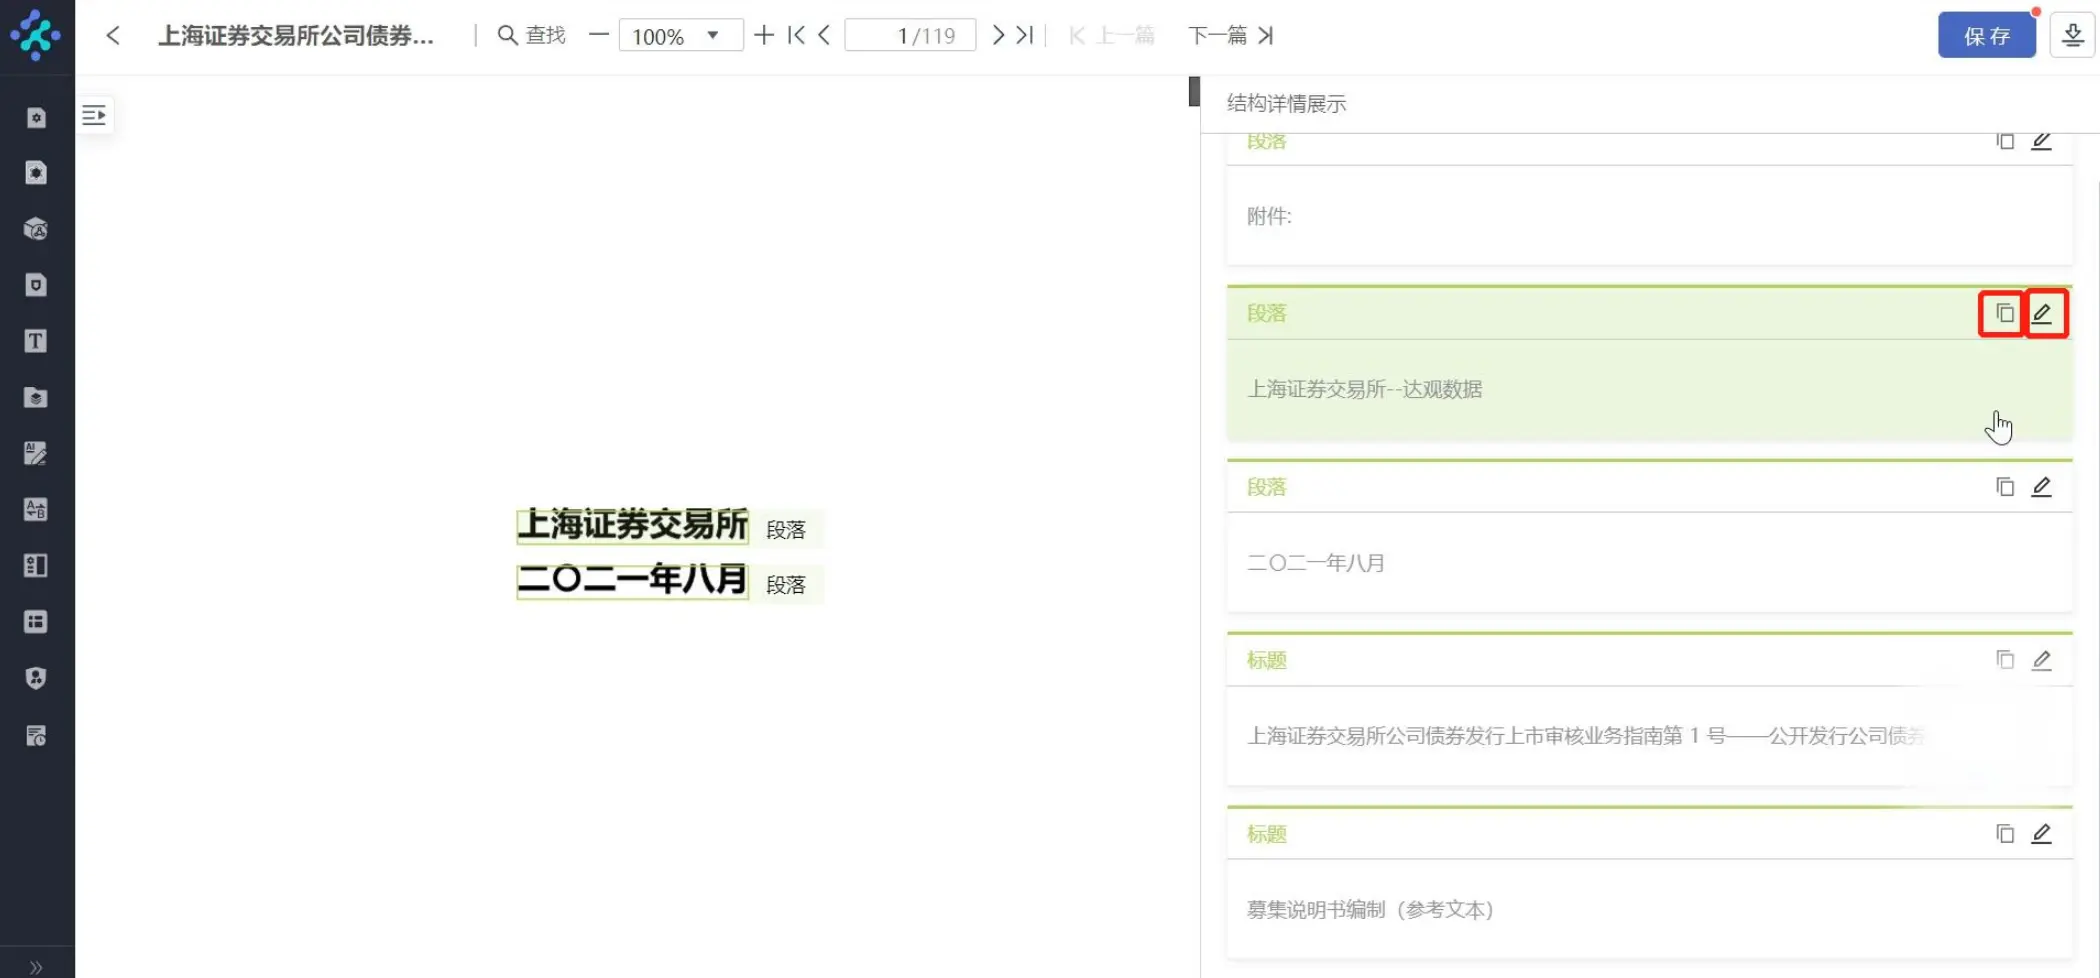 上海证券交易所公司债券...
查找
100%
1/119
上一篇
下一篇
保存
上海证券交易所
段落
二〇二一年八月
段落
结构详情展示
段落
附件:
段落
上海证券交易所--达观数据
段落
二〇二一年八月
标题
上海证券交易所公司债券发行上市审核业务指南第 1 号——公开发行公司债券
标题
募集说明书编制（参考文本）